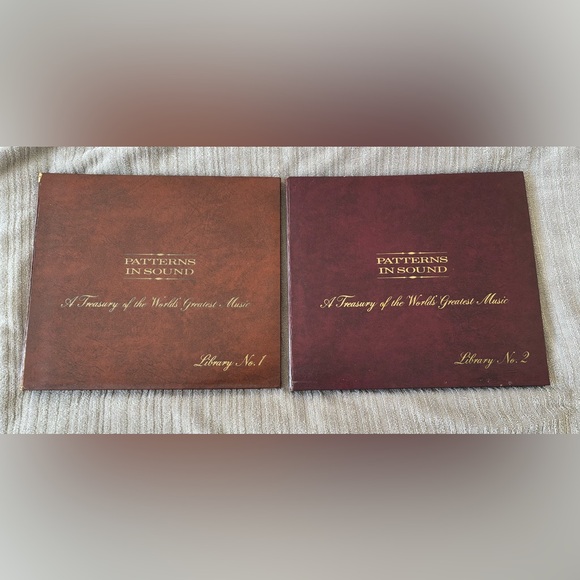 PATTERNS
IN SOUND
A Treasury of the World's Greatest Music
Library No. 1
PATTERNS
IN SOUND
A Treasury of the World's Greatest Music
Library No. 2